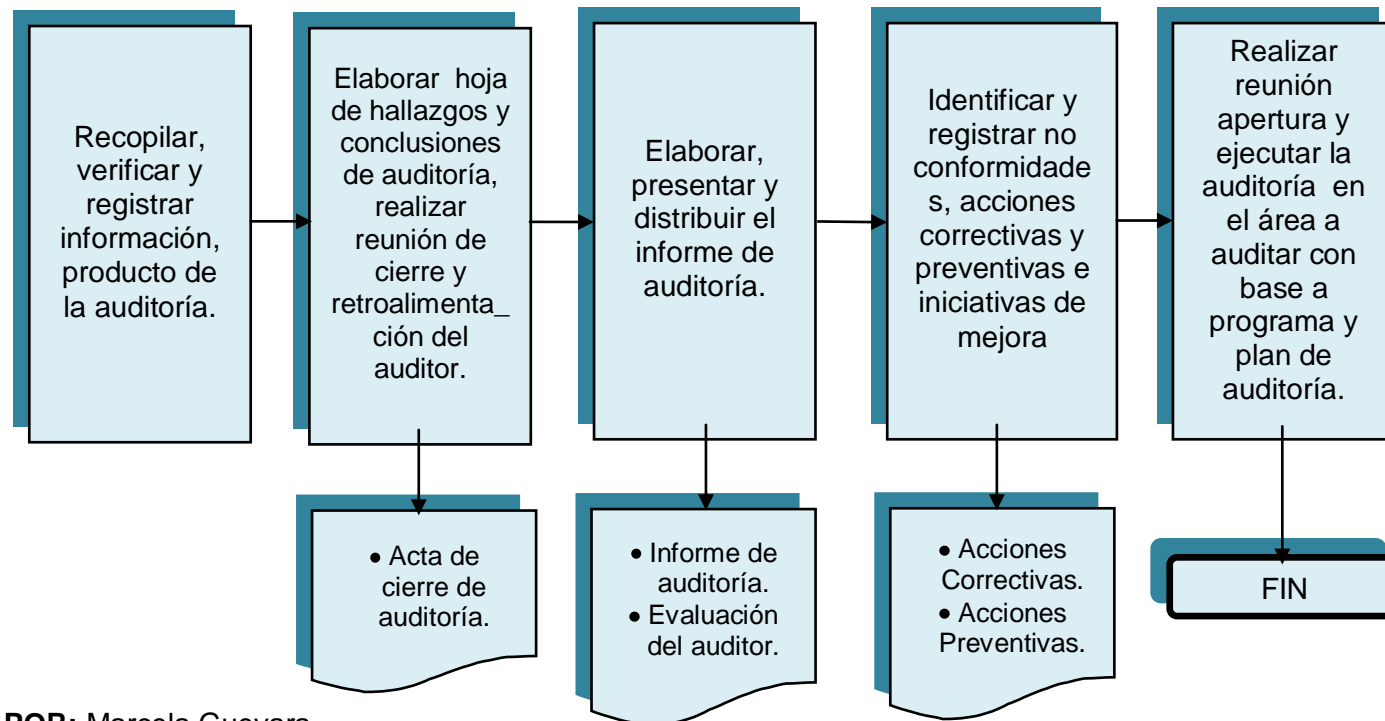 Recopilar,
verificar y
registrar
información,
producto de
la auditoría.
Elaborar hoja
de hallazgos y
conclusiones
de auditoría,
realizar
reunión de
cierre y
retroalimenta_
ción del
auditor.
Elaborar,
presentar y
distribuir el
informe de
auditoría.
Identificar y
registrar no
conformidade
s, acciones
correctivas y
preventivas e
iniciativas de
mejora
Realizar
reunión
apertura y
ejecutar la
auditoría en
el área a
auditar con
base a
programa y
plan de
auditoría.
• Acta de
cierre de
auditoría.
• Informe de
auditoría.
• Evaluación
del auditor.
• Acciones
Correctivas.
• Acciones
Preventivas.
FIN
POR: Marcela Guevara